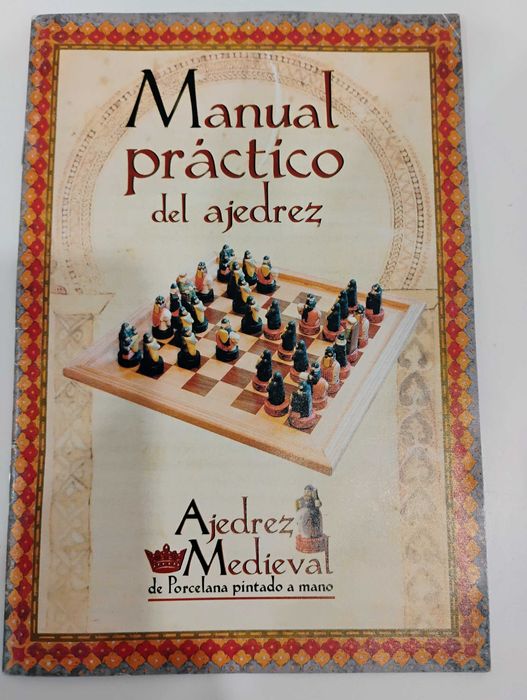 Manual
práctico
del ajedrez
Ajedrez
Medieval
de Porcelana pintado a mano